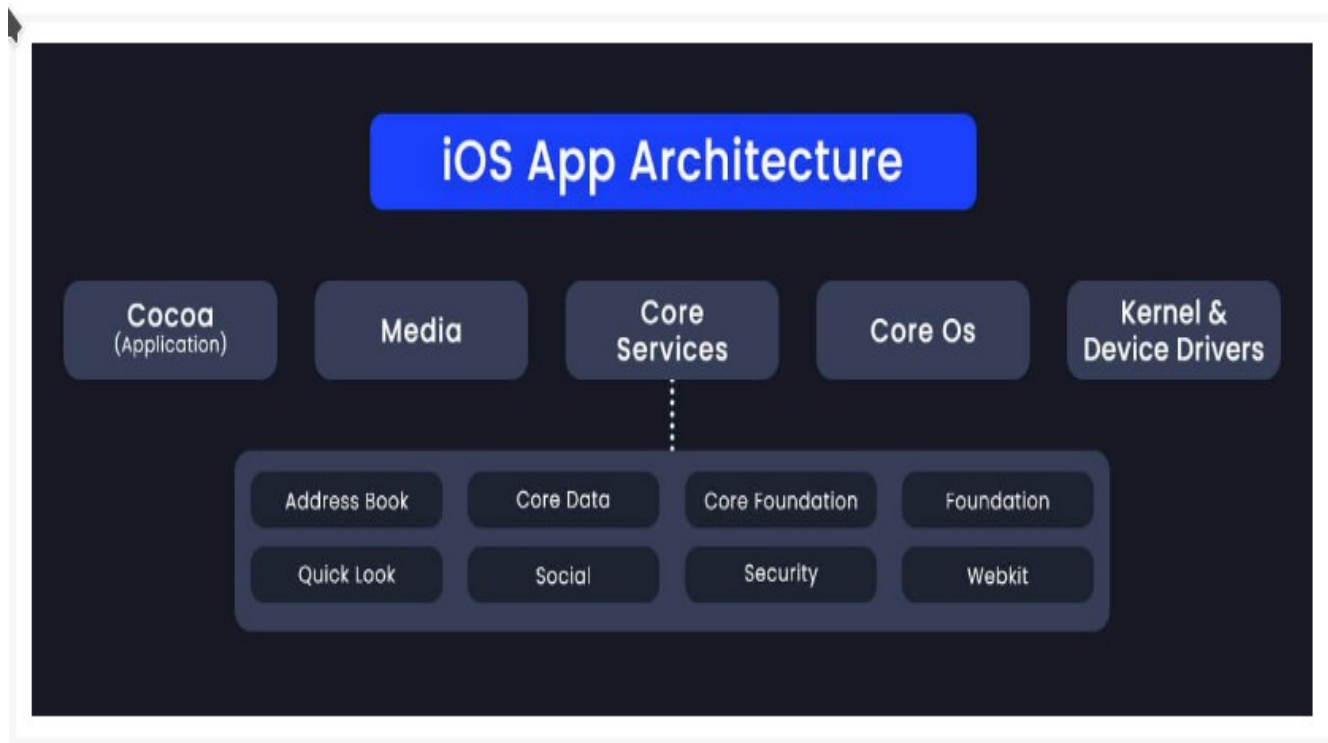 iOS App Architecture
Cocoa
(Application)
Media
Core
Services
Core Os
Kernel &
Device Drivers
Address Book
Core Data
Core Foundation
Foundation
Quick Look
Social
Security
Webkit